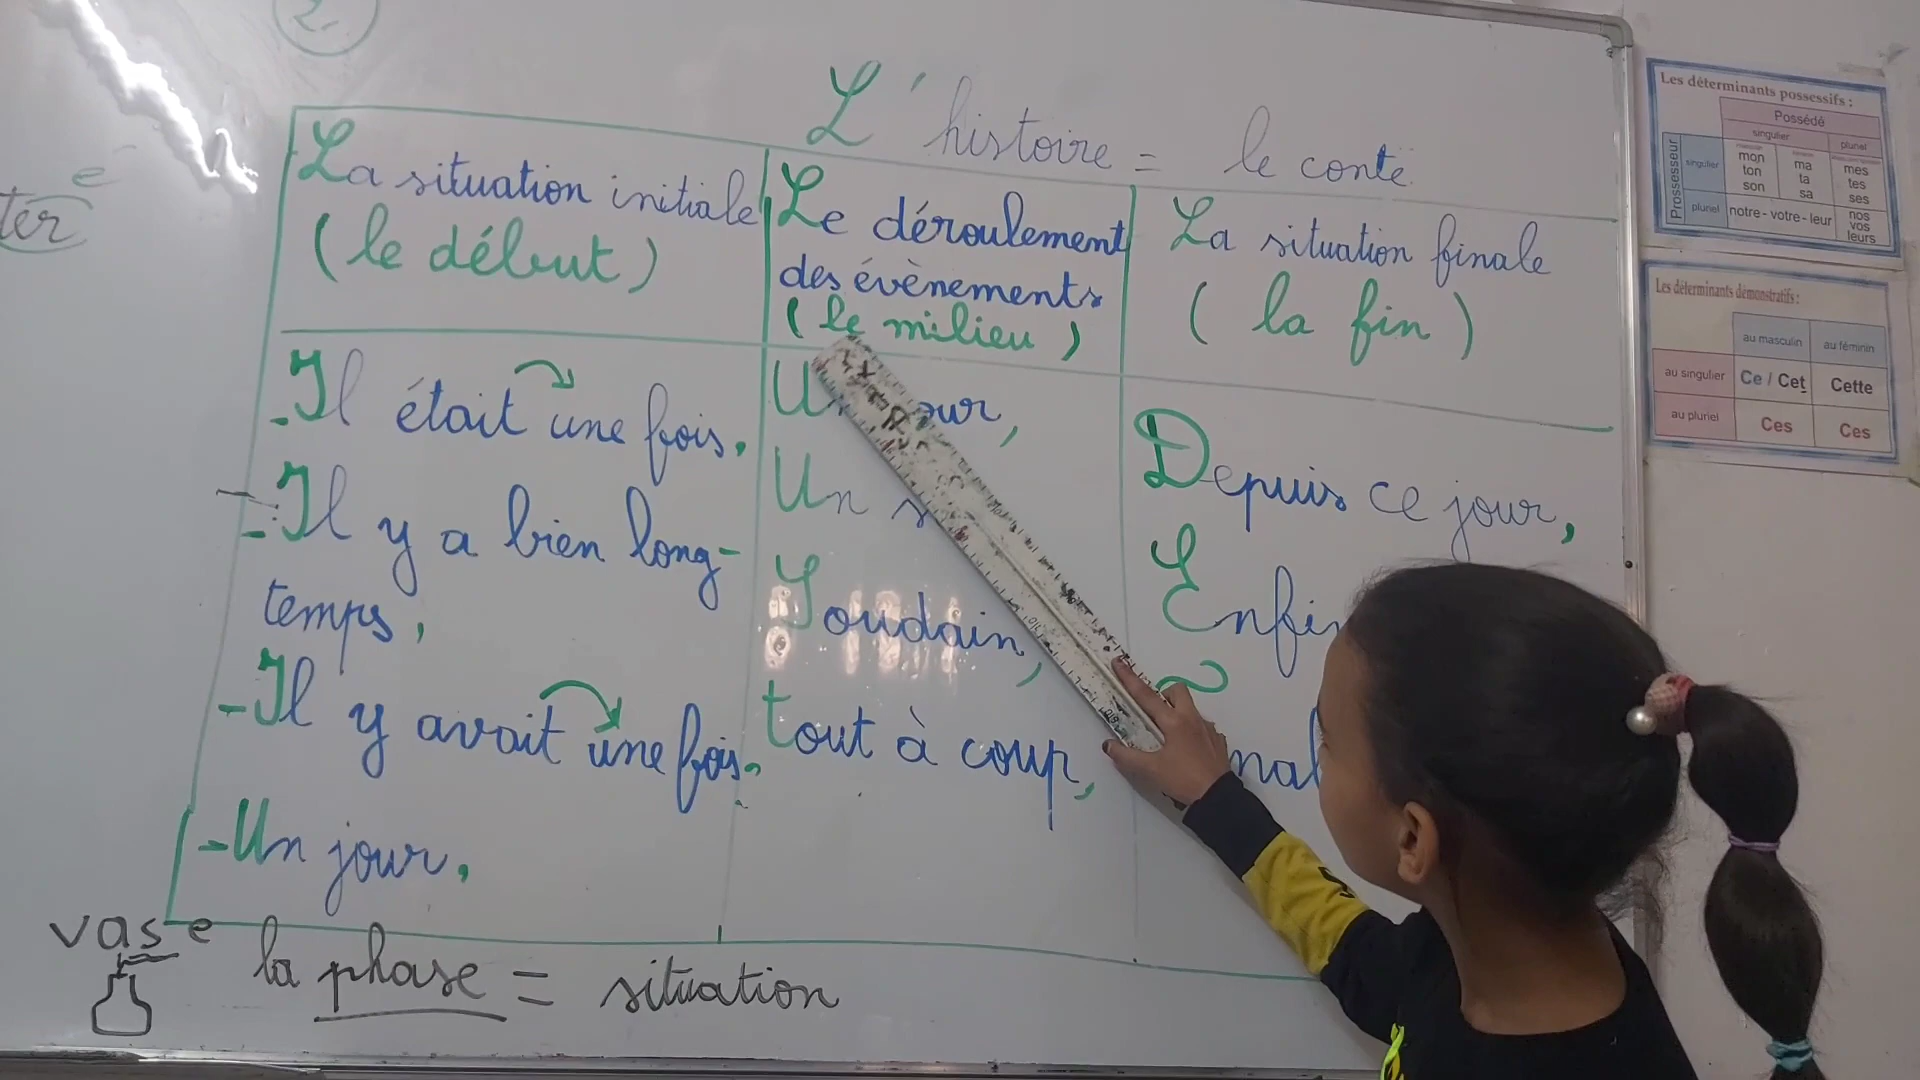 2
e
ter
L'histoire = le conte
La situation initiale
(le début)
- Il était une fois,
- Il y a bien long-
temps,
- Il y avait une fois,
- Un jour,
Le déroulement
des évènements
(le milieu)
Un
Un
Soudain,
tout à coup,
La situation finale
(la fin)
Depuis ce jour,
Enfin
vase
la phase = situation
Les déterminants possessifs :
Possédé
singulier pluriel
Prossesseur
singulier
mon ma mes
ton ta tes
son sa ses
pluriel
notre - votre - leur
nos
vos
leurs
Les déterminants démonstratifs :
au masculin au féminin
au singulier Ce / Cet Cette
au pluriel Ces Ces